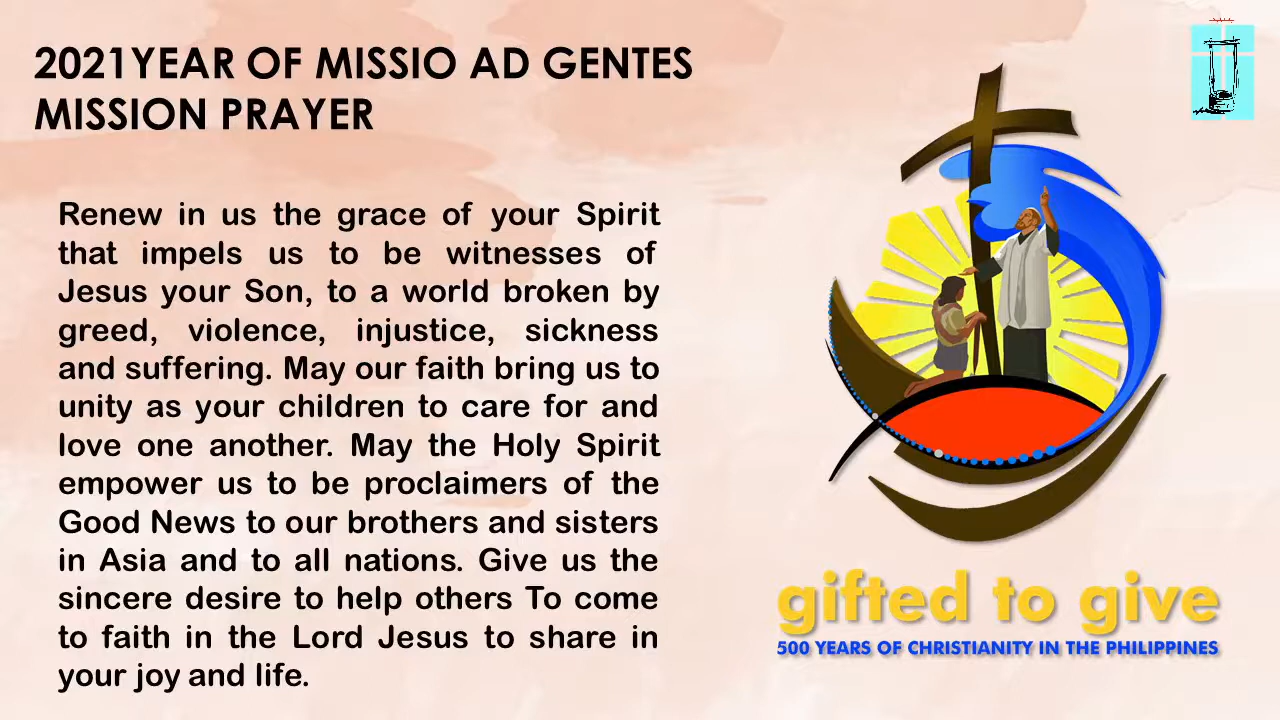 2021YEAR OF MISSIO AD GENTES
MISSION PRAYER
Renew in us the grace of your Spirit
that impels us to be witnesses of
Jesus your Son, to a world broken by
greed, violence, injustice, sickness
and suffering. May our faith bring us to
unity as your children to care for and
love one another. May the Holy Spirit
empower us to be proclaimers of the
Good News to our brothers and sisters
in Asia and to all nations. Give us the
sincere desire to help others To come
to faith in the Lord Jesus to share in
your joy and life.
gifted to give
500 YEARS OF CHRISTIANITY IN THE PHILIPPINES